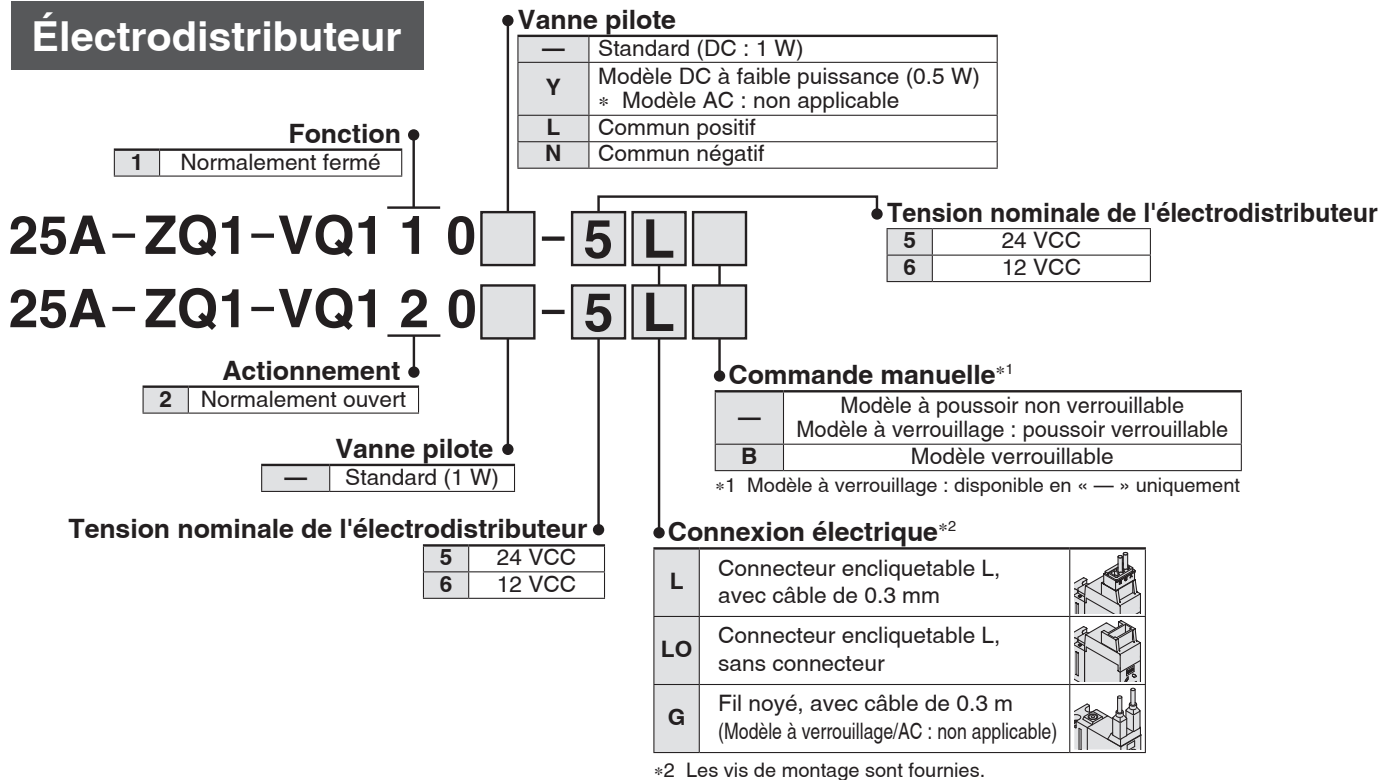 Électrodistributeur
Vanne pilote
— Standard (DC : 1 W)
Y Modèle DC à faible puissance (0.5 W)
* Modèle AC : non applicable
L Commun positif
N Commun négatif
Fonction
1 Normalement fermé
25A-ZQ1-VQ1 1 0 - 5 L
Tension nominale de l'électrodistributeur
5 24 VCC
6 12 VCC
25A-ZQ1-VQ1 2 0 - 5 L
Actionnement
2 Normalement ouvert
Vanne pilote
— Standard (1 W)
Tension nominale de l'électrodistributeur
5 24 VCC
6 12 VCC
Commande manuelle*1
— Modèle à poussoir non verrouillable
Modèle à verrouillage : poussoir verrouillable
B Modèle verrouillable
*1 Modèle à verrouillage : disponible en « — » uniquement
Connexion électrique*2
L Connecteur encliquetable L,
avec câble de 0.3 mm
LO Connecteur encliquetable L,
sans connecteur
G Fil noyé, avec câble de 0.3 m
(Modèle à verrouillage/AC : non applicable)
*2 Les vis de montage sont fournies.